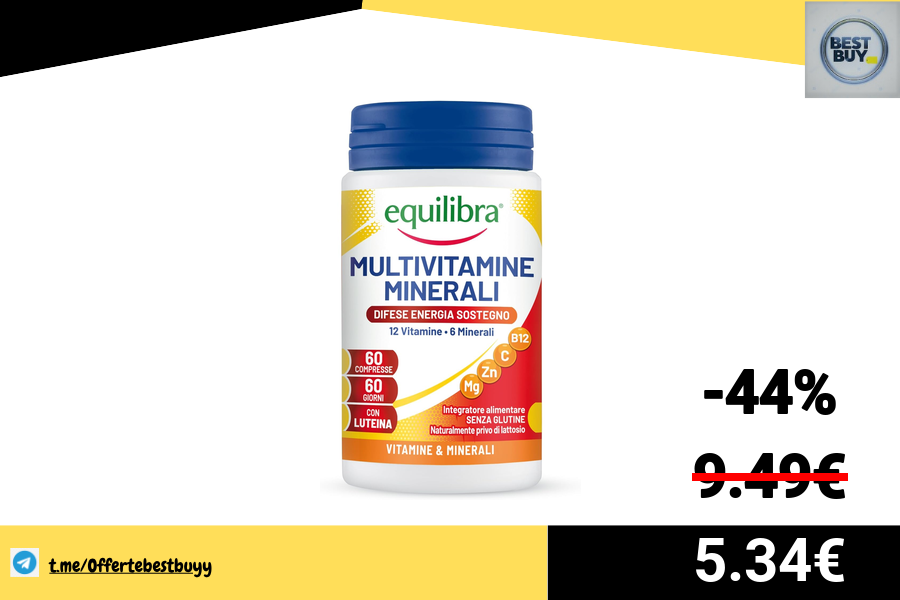 BEST
BUY
equilibra®
MULTIVITAMINE
MINERALI
DIFESE ENERGIA SOSTEGNO
12 Vitamine • 6 Minerali
B12
C
Zn
Mg
60
COMPRESSE
60
GIORNI
CON
LUTEINA
Integratore alimentare
SENZA GLUTINE
Naturalmente privo di lattosio
VITAMINE & MINERALI
-44%
9.49€
5.34€
t.me/Offertebestbuyy